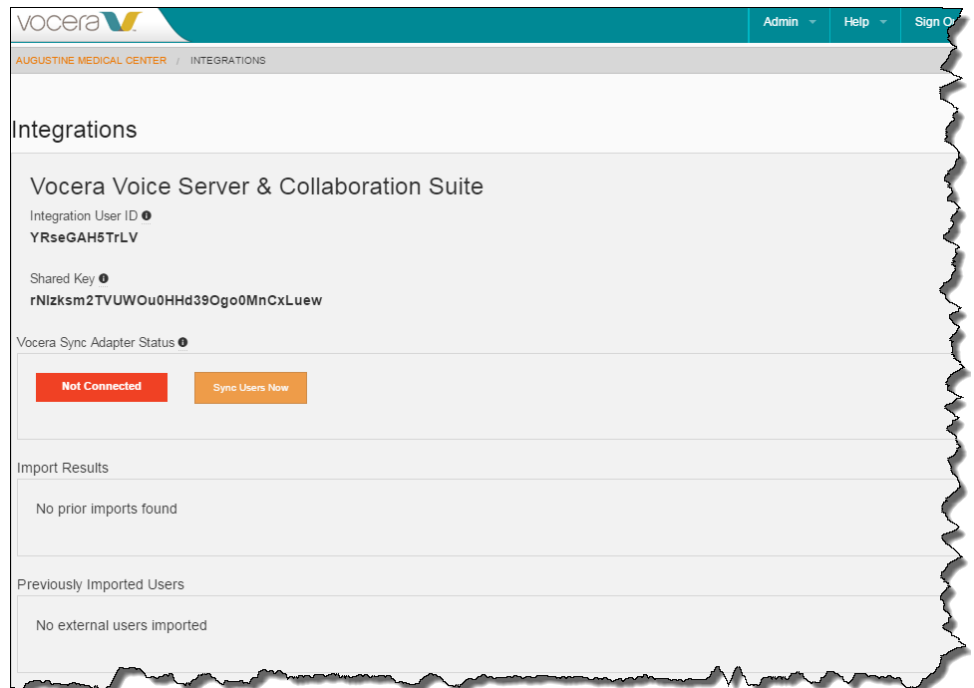 vocera
Admin Help Sign O
AUGUSTINE MEDICAL CENTER / INTEGRATIONS
Integrations
Vocera Voice Server & Collaboration Suite
Integration User ID
YRseGAH5TrLV
Shared Key
rNIzksm2TVUWOu0HHd39Ogo0MnCxLuew
Vocera Sync Adapter Status
Not Connected Sync Users Now
Import Results
No prior imports found
Previously Imported Users
No external users imported